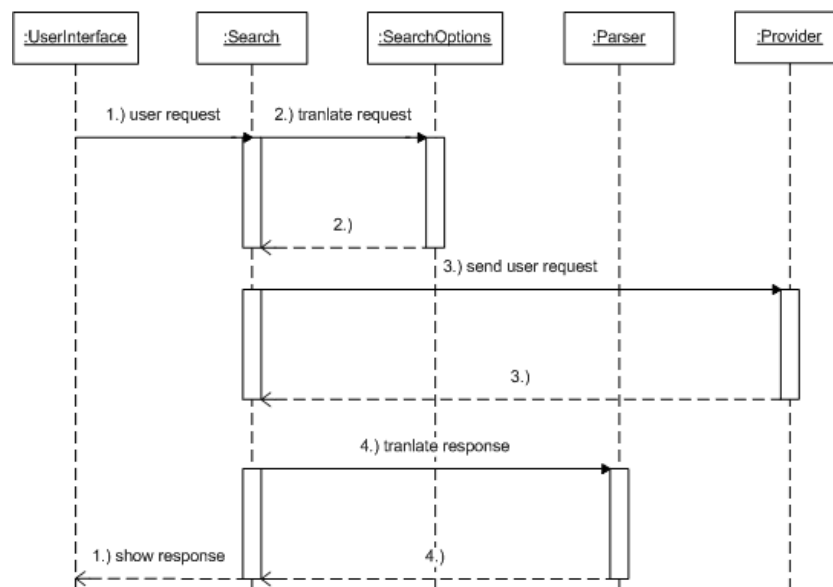 :UserInterface
:Search
:SearchOptions
:Parser
:Provider
1.) user request
2.) tranlate request
2.)
3.) send user request
3.)
4.) tranlate response
1.) show response
4.)